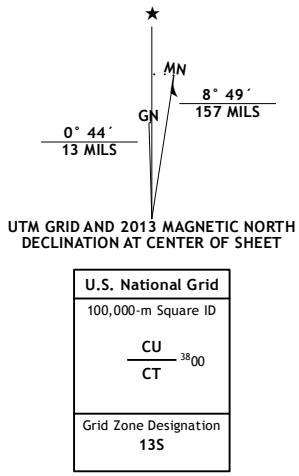 ★
MN
GN
8° 49´
157 MILS
0° 44´
13 MILS
UTM GRID AND 2013 MAGNETIC NORTH
DECLINATION AT CENTER OF SHEET
U.S. National Grid
100,000-m Square ID
CU
3800
CT
Grid Zone Designation
13S